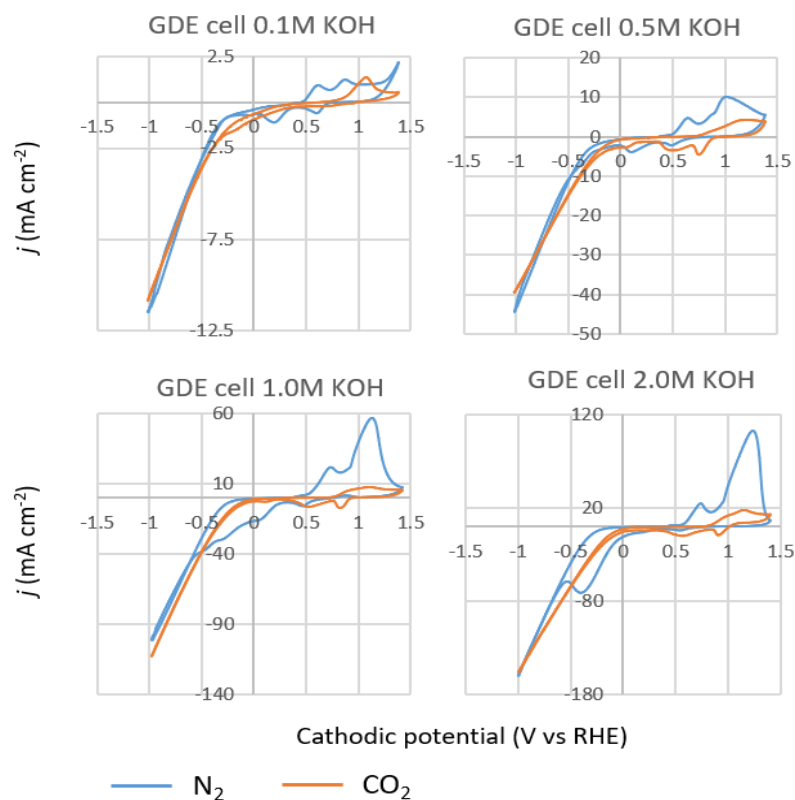 GDE cell 0.1M KOH
2.5
-1.5 -1 -0.5 0 0.5 1 1.5
-2.5
-7.5
-12.5
j (mA cm⁻²)
GDE cell 0.5M KOH
20
10
0
-1.5 -1 -0.5 0 0.5 1 1.5
-10
-20
-30
-40
-50
GDE cell 1.0M KOH
60
10
-1.5 -1 -0.5 0 0.5 1 1.5
-40
-90
-140
j (mA cm⁻²)
GDE cell 2.0M KOH
120
20
-1.5 -1 -0.5 0 0.5 1 1.5
-80
-180
Cathodic potential (V vs RHE)
N₂ CO₂